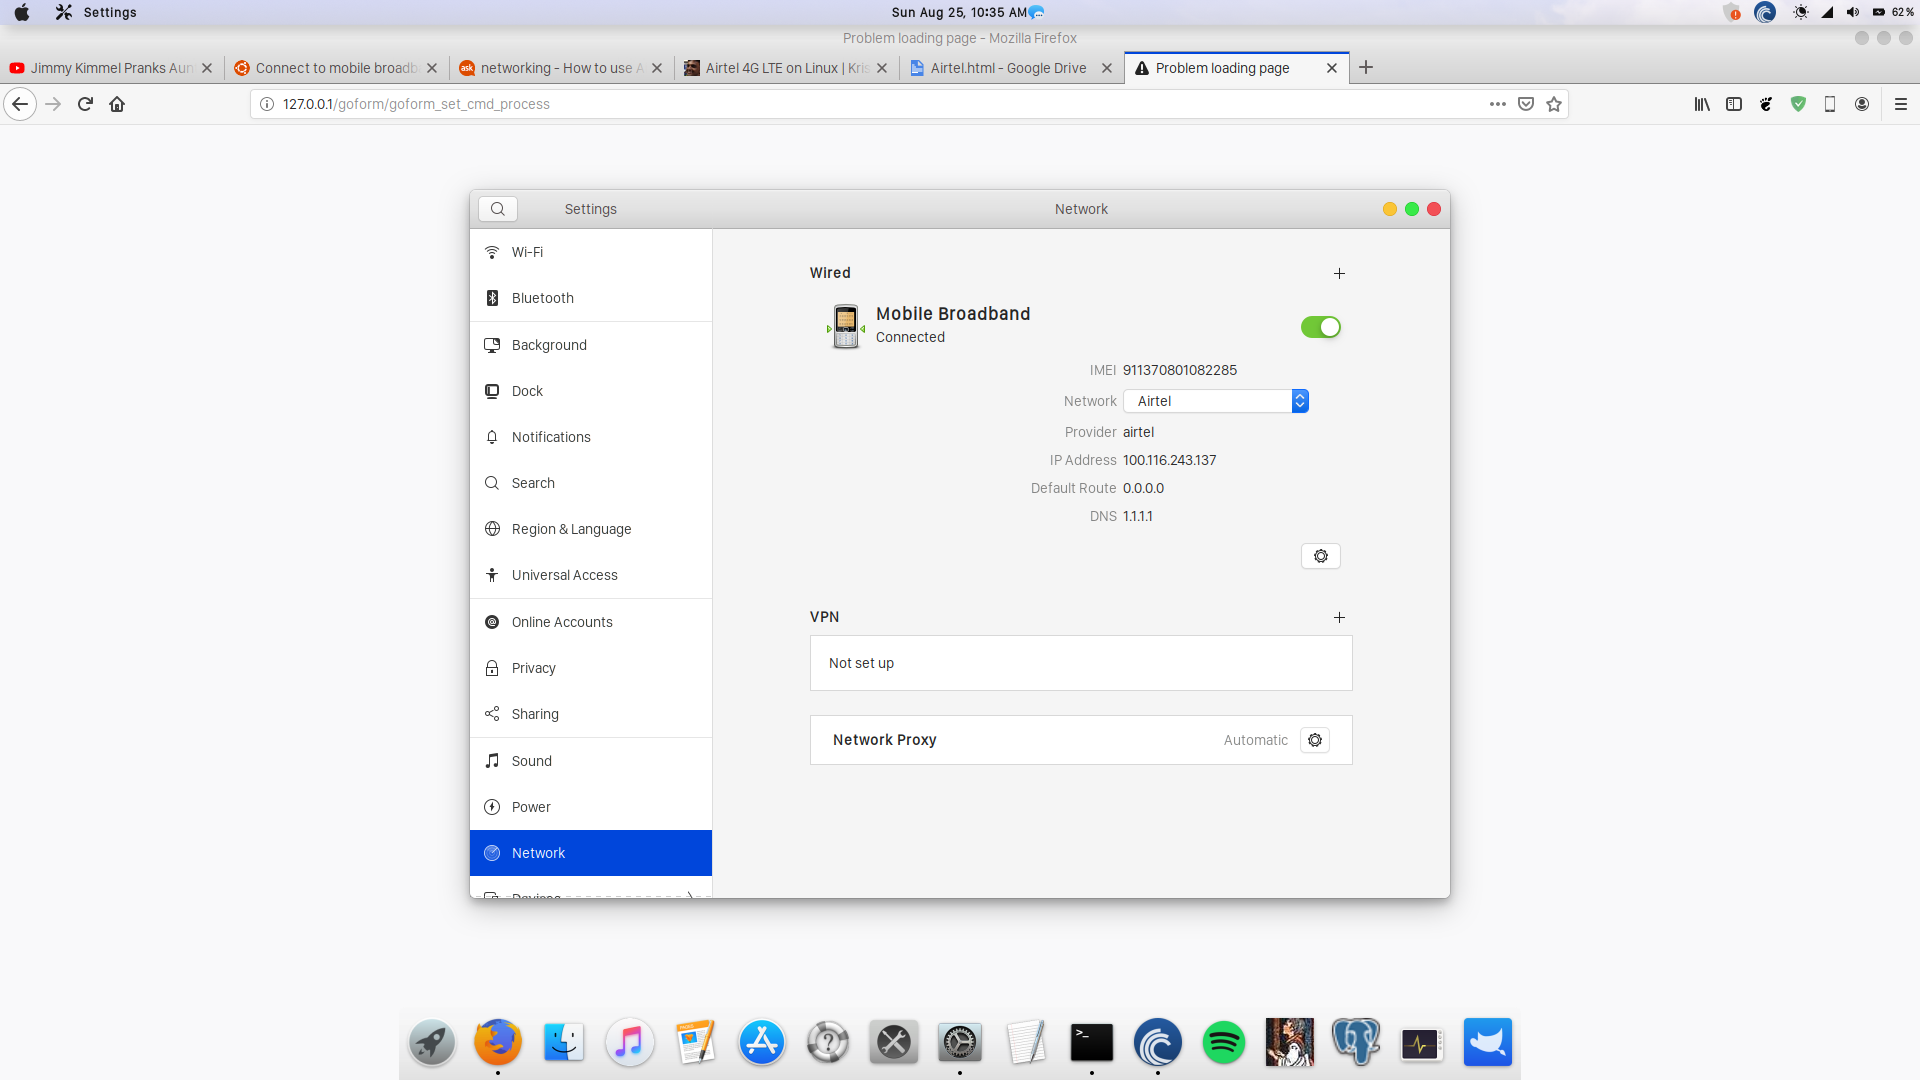 Settings
Sun Aug 25, 10:35 AM
62 %
Problem loading page - Mozilla Firefox
Jimmy Kimmel Pranks Aun
Connect to mobile broadb
ask
networking - How to use A
Airtel 4G LTE on Linux | Kris
Airtel.html - Google Drive
Problem loading page
127.0.0.1/goform/goform_set_cmd_process
Settings
Network
Wi-Fi
Bluetooth
Background
Dock
Notifications
Search
Region & Language
Universal Access
Online Accounts
Privacy
Sharing
Sound
Power
Network
Devices
Wired
Mobile Broadband
Connected
IMEI 911370801082285
Network Airtel
Provider airtel
IP Address 100.116.243.137
Default Route 0.0.0.0
DNS 1.1.1.1
VPN
Not set up
Network Proxy
Automatic